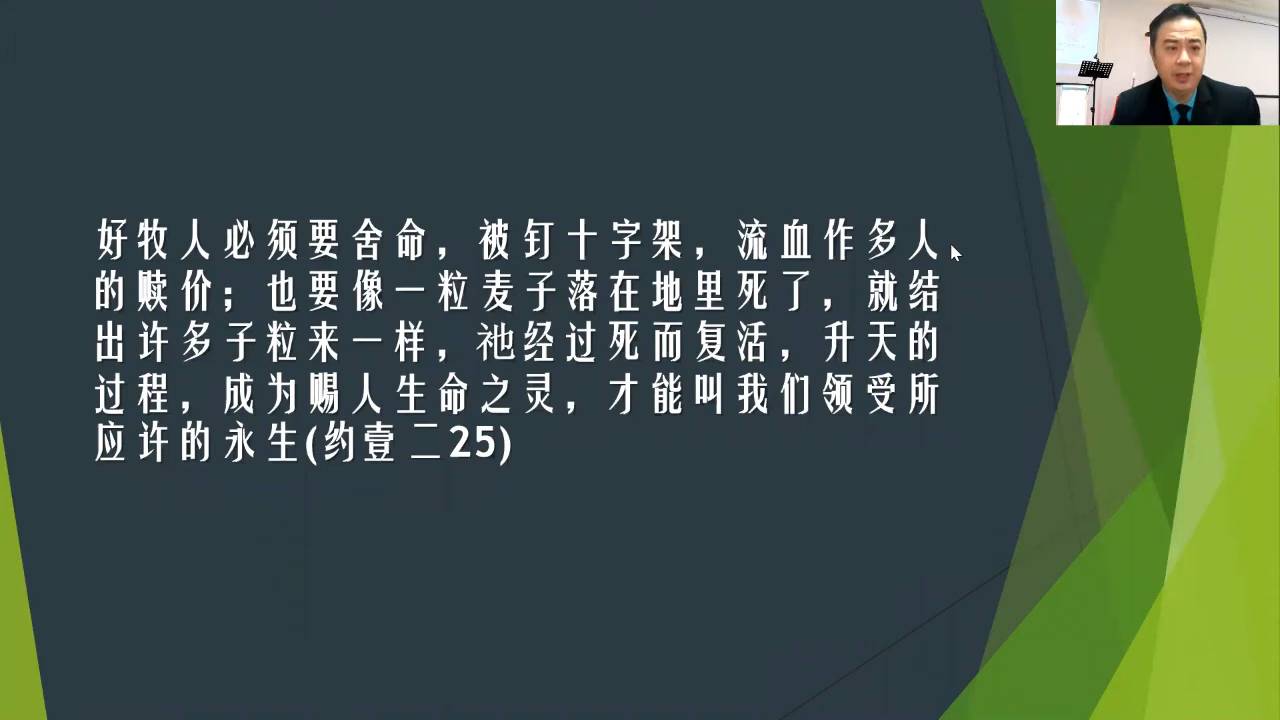 好牧人必须要舍命，被钉十字架，流血作多人
的赎价；也要像一粒麦子落在地里死了，就结
出许多子粒来一样，祂经过死而复活，升天的
过程，成为赐人生命之灵，才能叫我们领受所
应许的永生(约壹 二25)